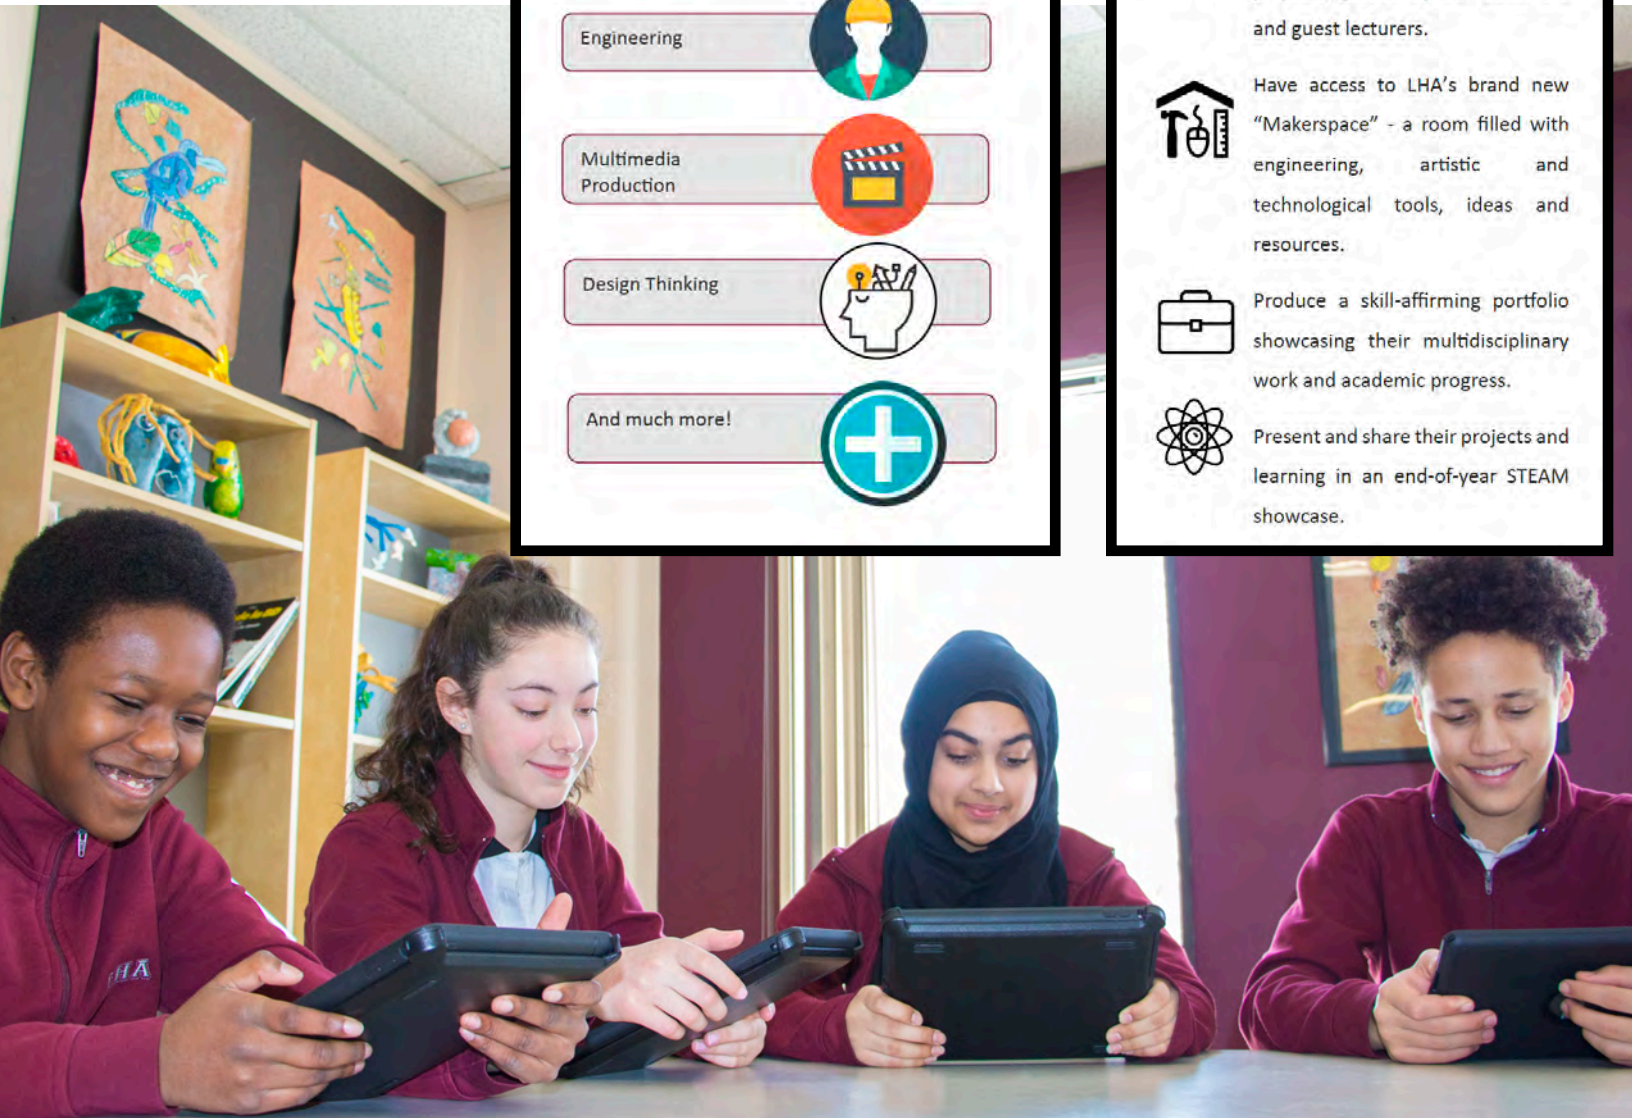 Engineering
Multimedia
Production
Design Thinking
And much more!
and guest lecturers.
Have access to LHA's brand new
“Makerspace” - a room filled with
engineering, artistic and
technological tools, ideas and
resources.
Produce a skill-affirming portfolio
showcasing their multidisciplinary
work and academic progress.
Present and share their projects and
learning in an end-of-year STEAM
showcase.
LHA